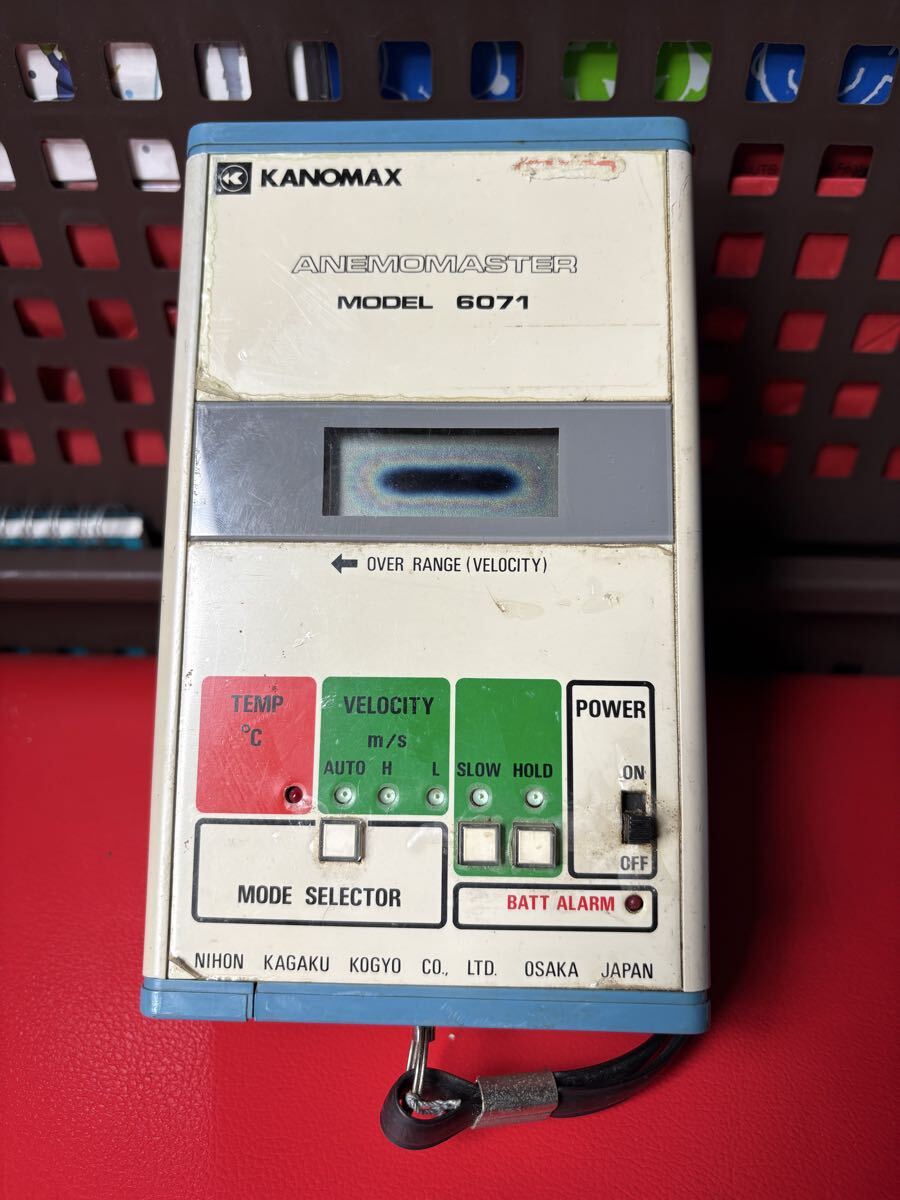 KANOMAX
ANEMOMASTER
MODEL 6071
← OVER RANGE (VELOCITY)
TEMP
°C
VELOCITY
m/s
AUTO H L
SLOW HOLD
POWER
ON
OFF
MODE SELECTOR
BATT ALARM
NIHON KAGAKU KOGYO CO., LTD. OSAKA JAPAN